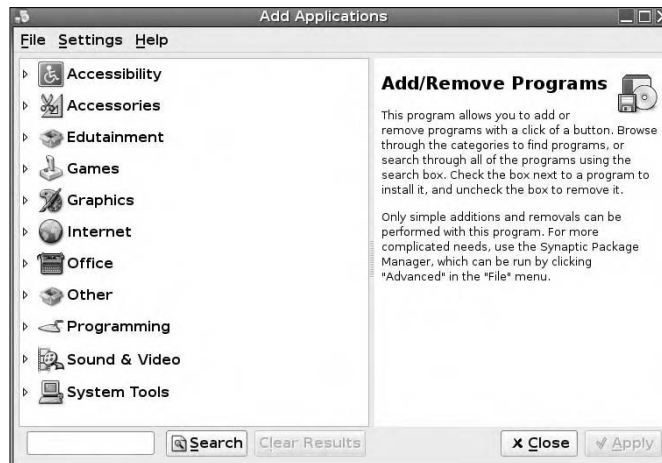 Add Applications
File Settings Help
Accessibility
Accessories
Edutainment
Games
Graphics
Internet
Office
Other
Programming
Sound & Video
System Tools
Add/Remove Programs
This program allows you to add or
remove programs with a click of a button. Browse
through the categories to find programs, or
search through all of the programs using the
search box. Check the box next to a program to
install it, and uncheck the box to remove it.
Only simple additions and removals can be
performed with this program. For more
complicated needs, use the Synaptic Package
Manager, which can be run by clicking
"Advanced" in the "File" menu.
Search Clear Results Close Apply